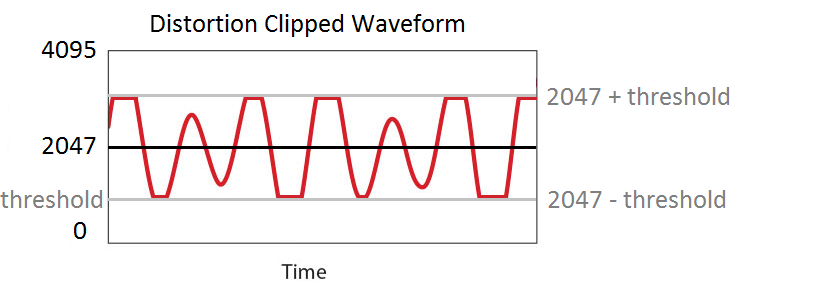 Distortion Clipped Waveform
4095
2047 + threshold
2047
threshold
2047 - threshold
0
Time